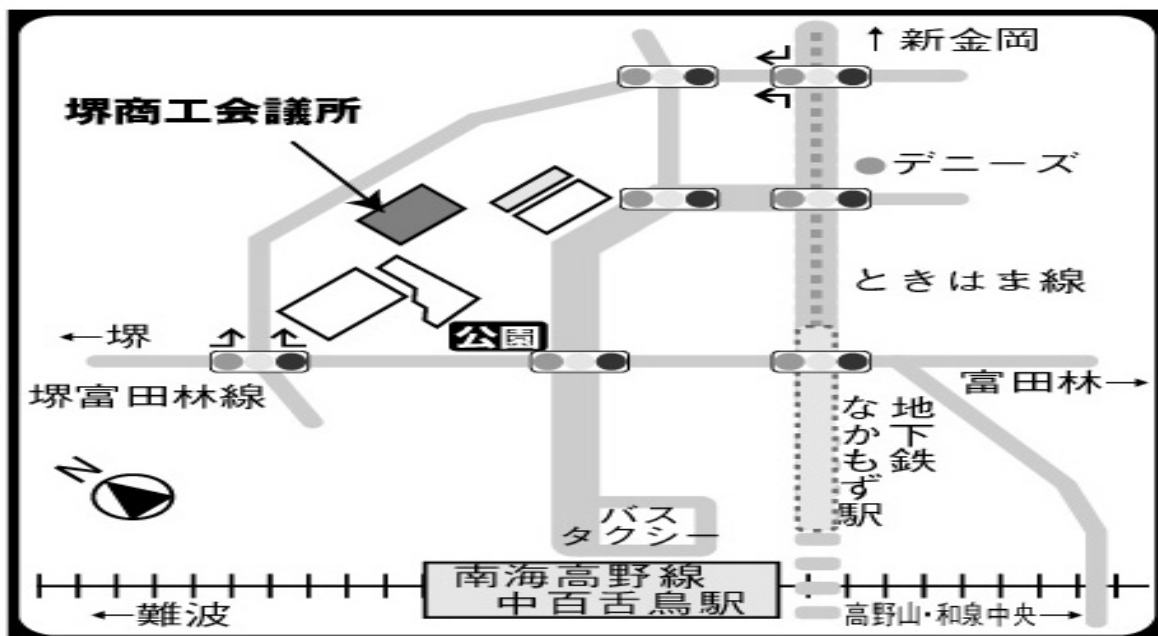 ↑新金岡
堺商工会議所
デニーズ
ときはま線
公園
←堺
堺富田林線
富田林→
地下鉄
なかもず駅
N
バス
タクシー
南海高野線
中百舌鳥駅
←難波
高野山・和泉中央→